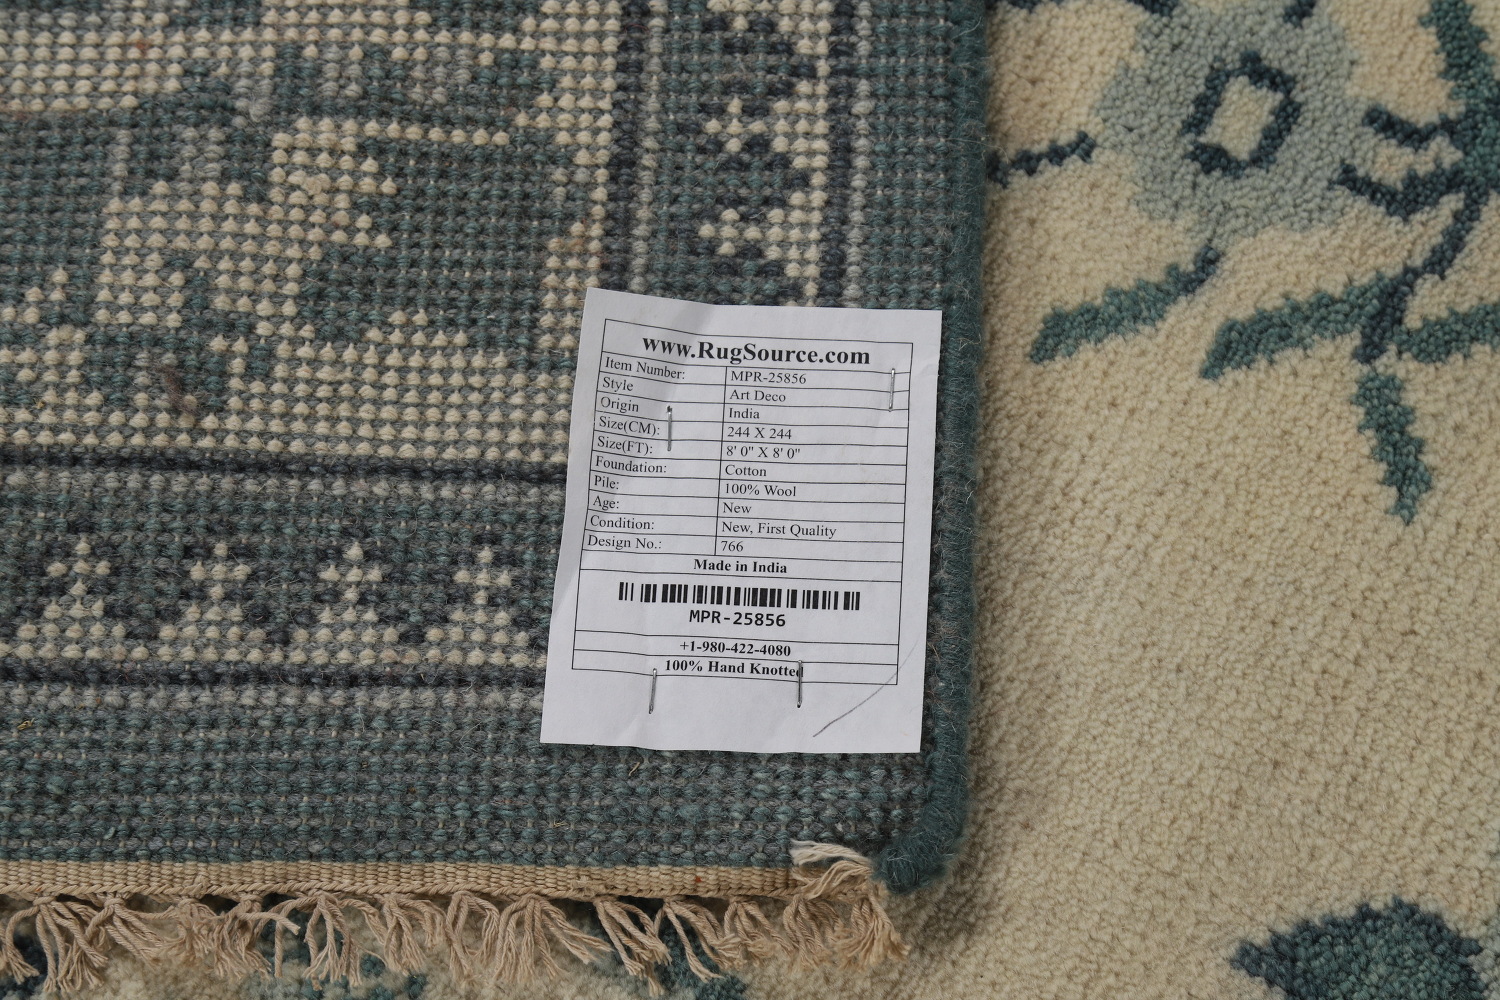 www.RugSource.com
Item Number: MPR-25856
Style Art Deco
Origin India
Size(CM): 244 X 244
Size(FT): 8' 0" X 8' 0"
Foundation: Cotton
Pile: 100% Wool
Age: New
Condition: New, First Quality
Design No.: 766
Made in India
MPR-25856
+1-980-422-4080
100% Hand Knotted